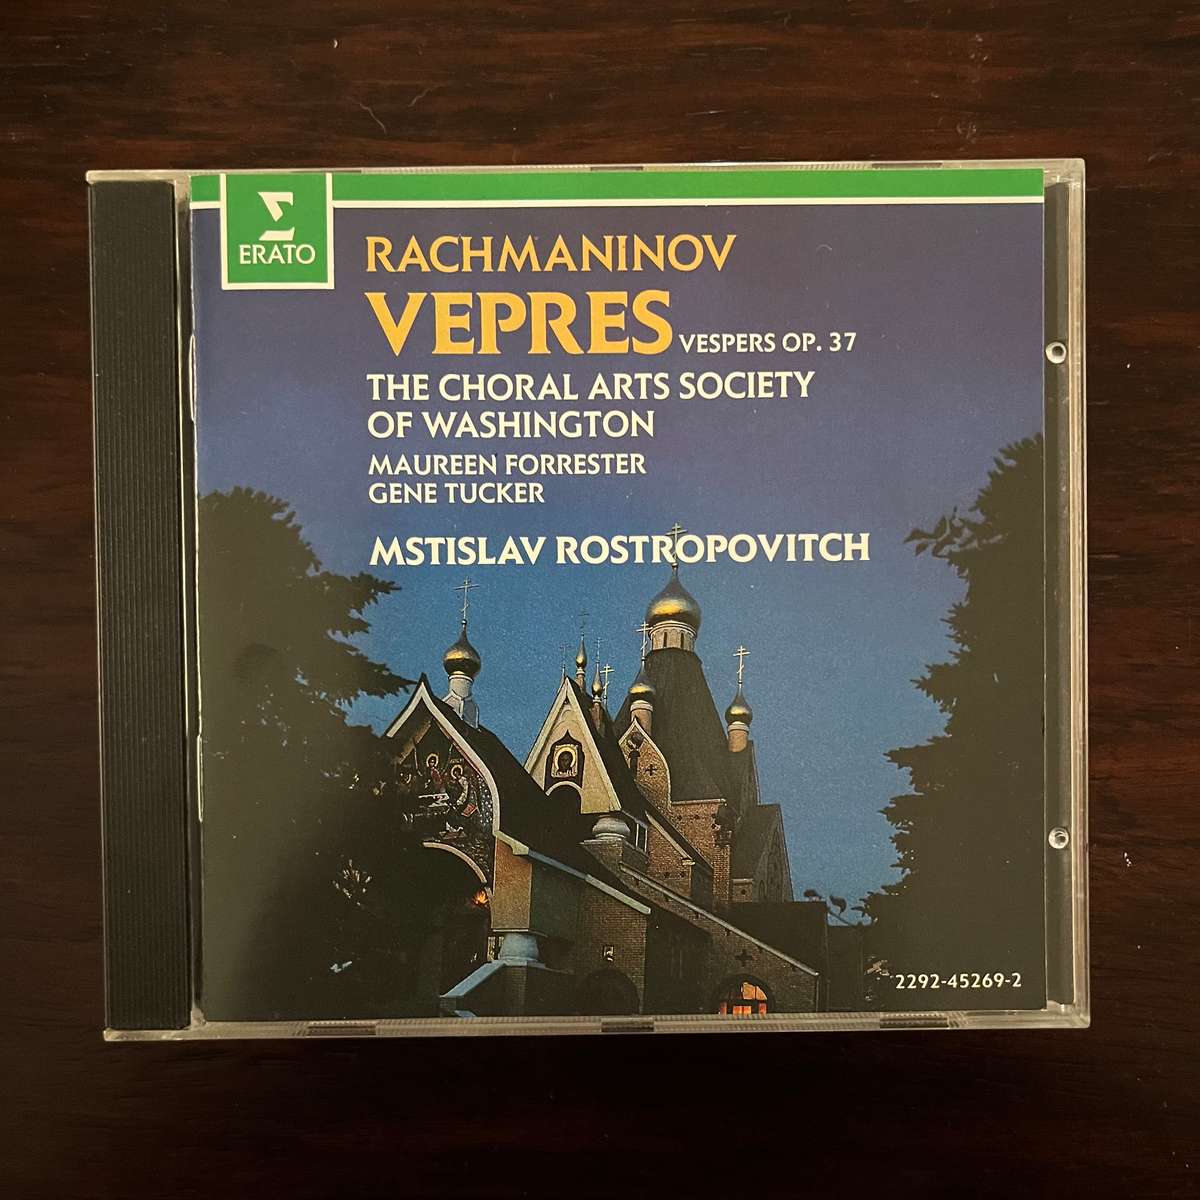 ERATO
RACHMANINOV
VEPRES VESPERS OP. 37
THE CHORAL ARTS SOCIETY
OF WASHINGTON
MAUREEN FORRESTER
GENE TUCKER
MSTISLAV ROSTROPOVITCH
2292-45269-2